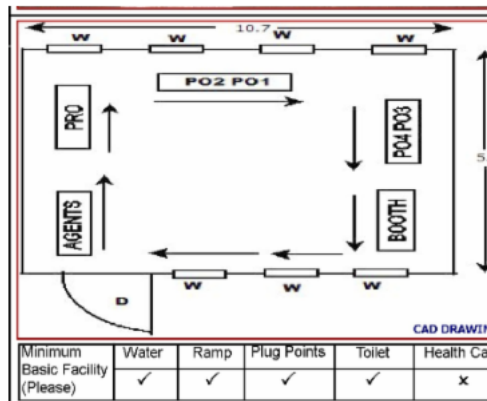 10.7
W W W W
PO2 PO1
PRO
PO4 PO3
5.
AGENTS
BOOTH
W W W
D
CAD DRAWIN
Minimum Basic Facility (Please)
Water Ramp Plug Points Toilet Health Ca
✓ ✓ ✓ ✓ x